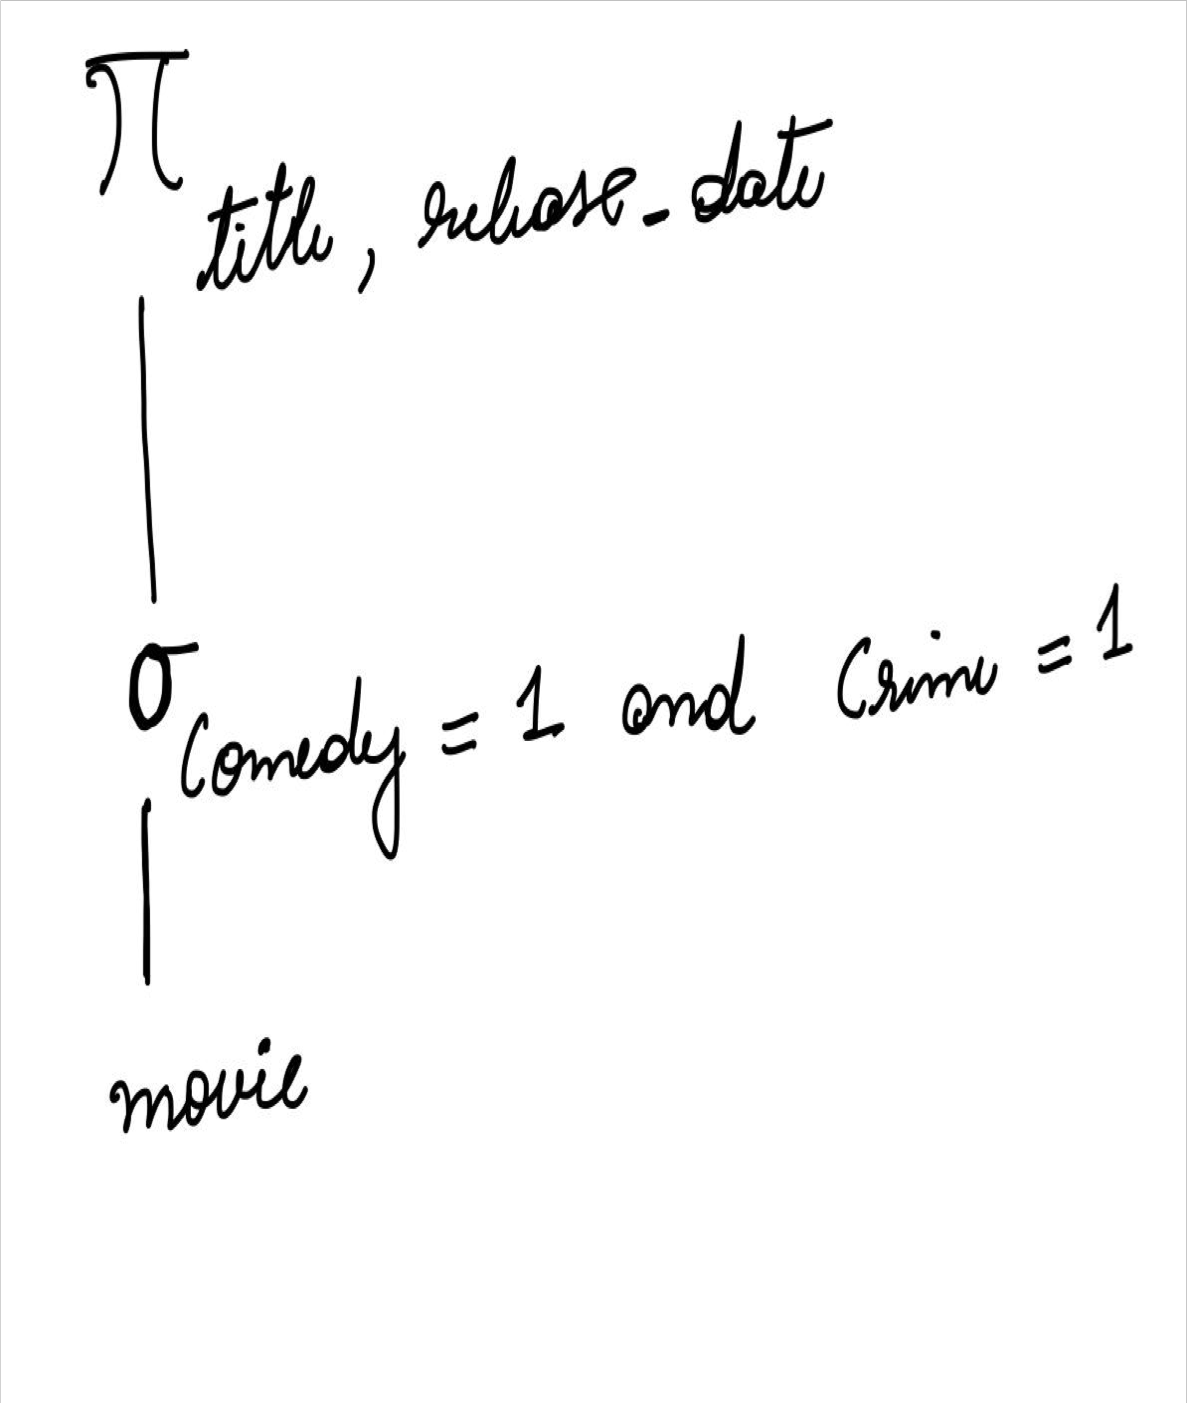 π title, release_date
σ Comedy = 1 and Crime = 1
movie